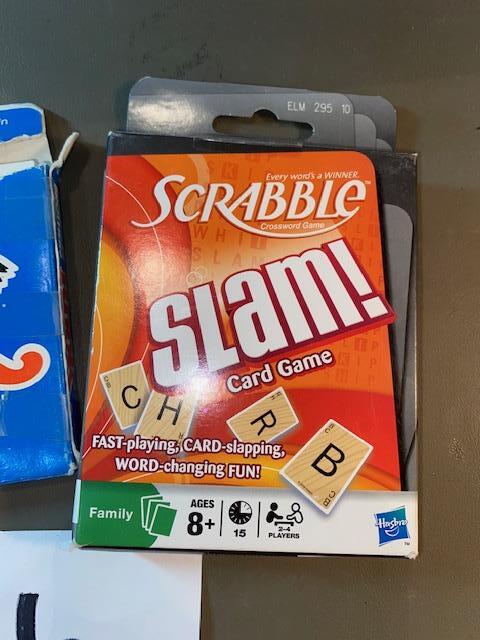 ELM 295 10
Every word's a WINNER.
SCRABBLE™
Crossword Game
SLam!
Card Game
C
H
R
B
FAST-playing, CARD-slapping,
WORD-changing FUN!
Family
AGES
8+
15
2-4
PLAYERS
Hasbro